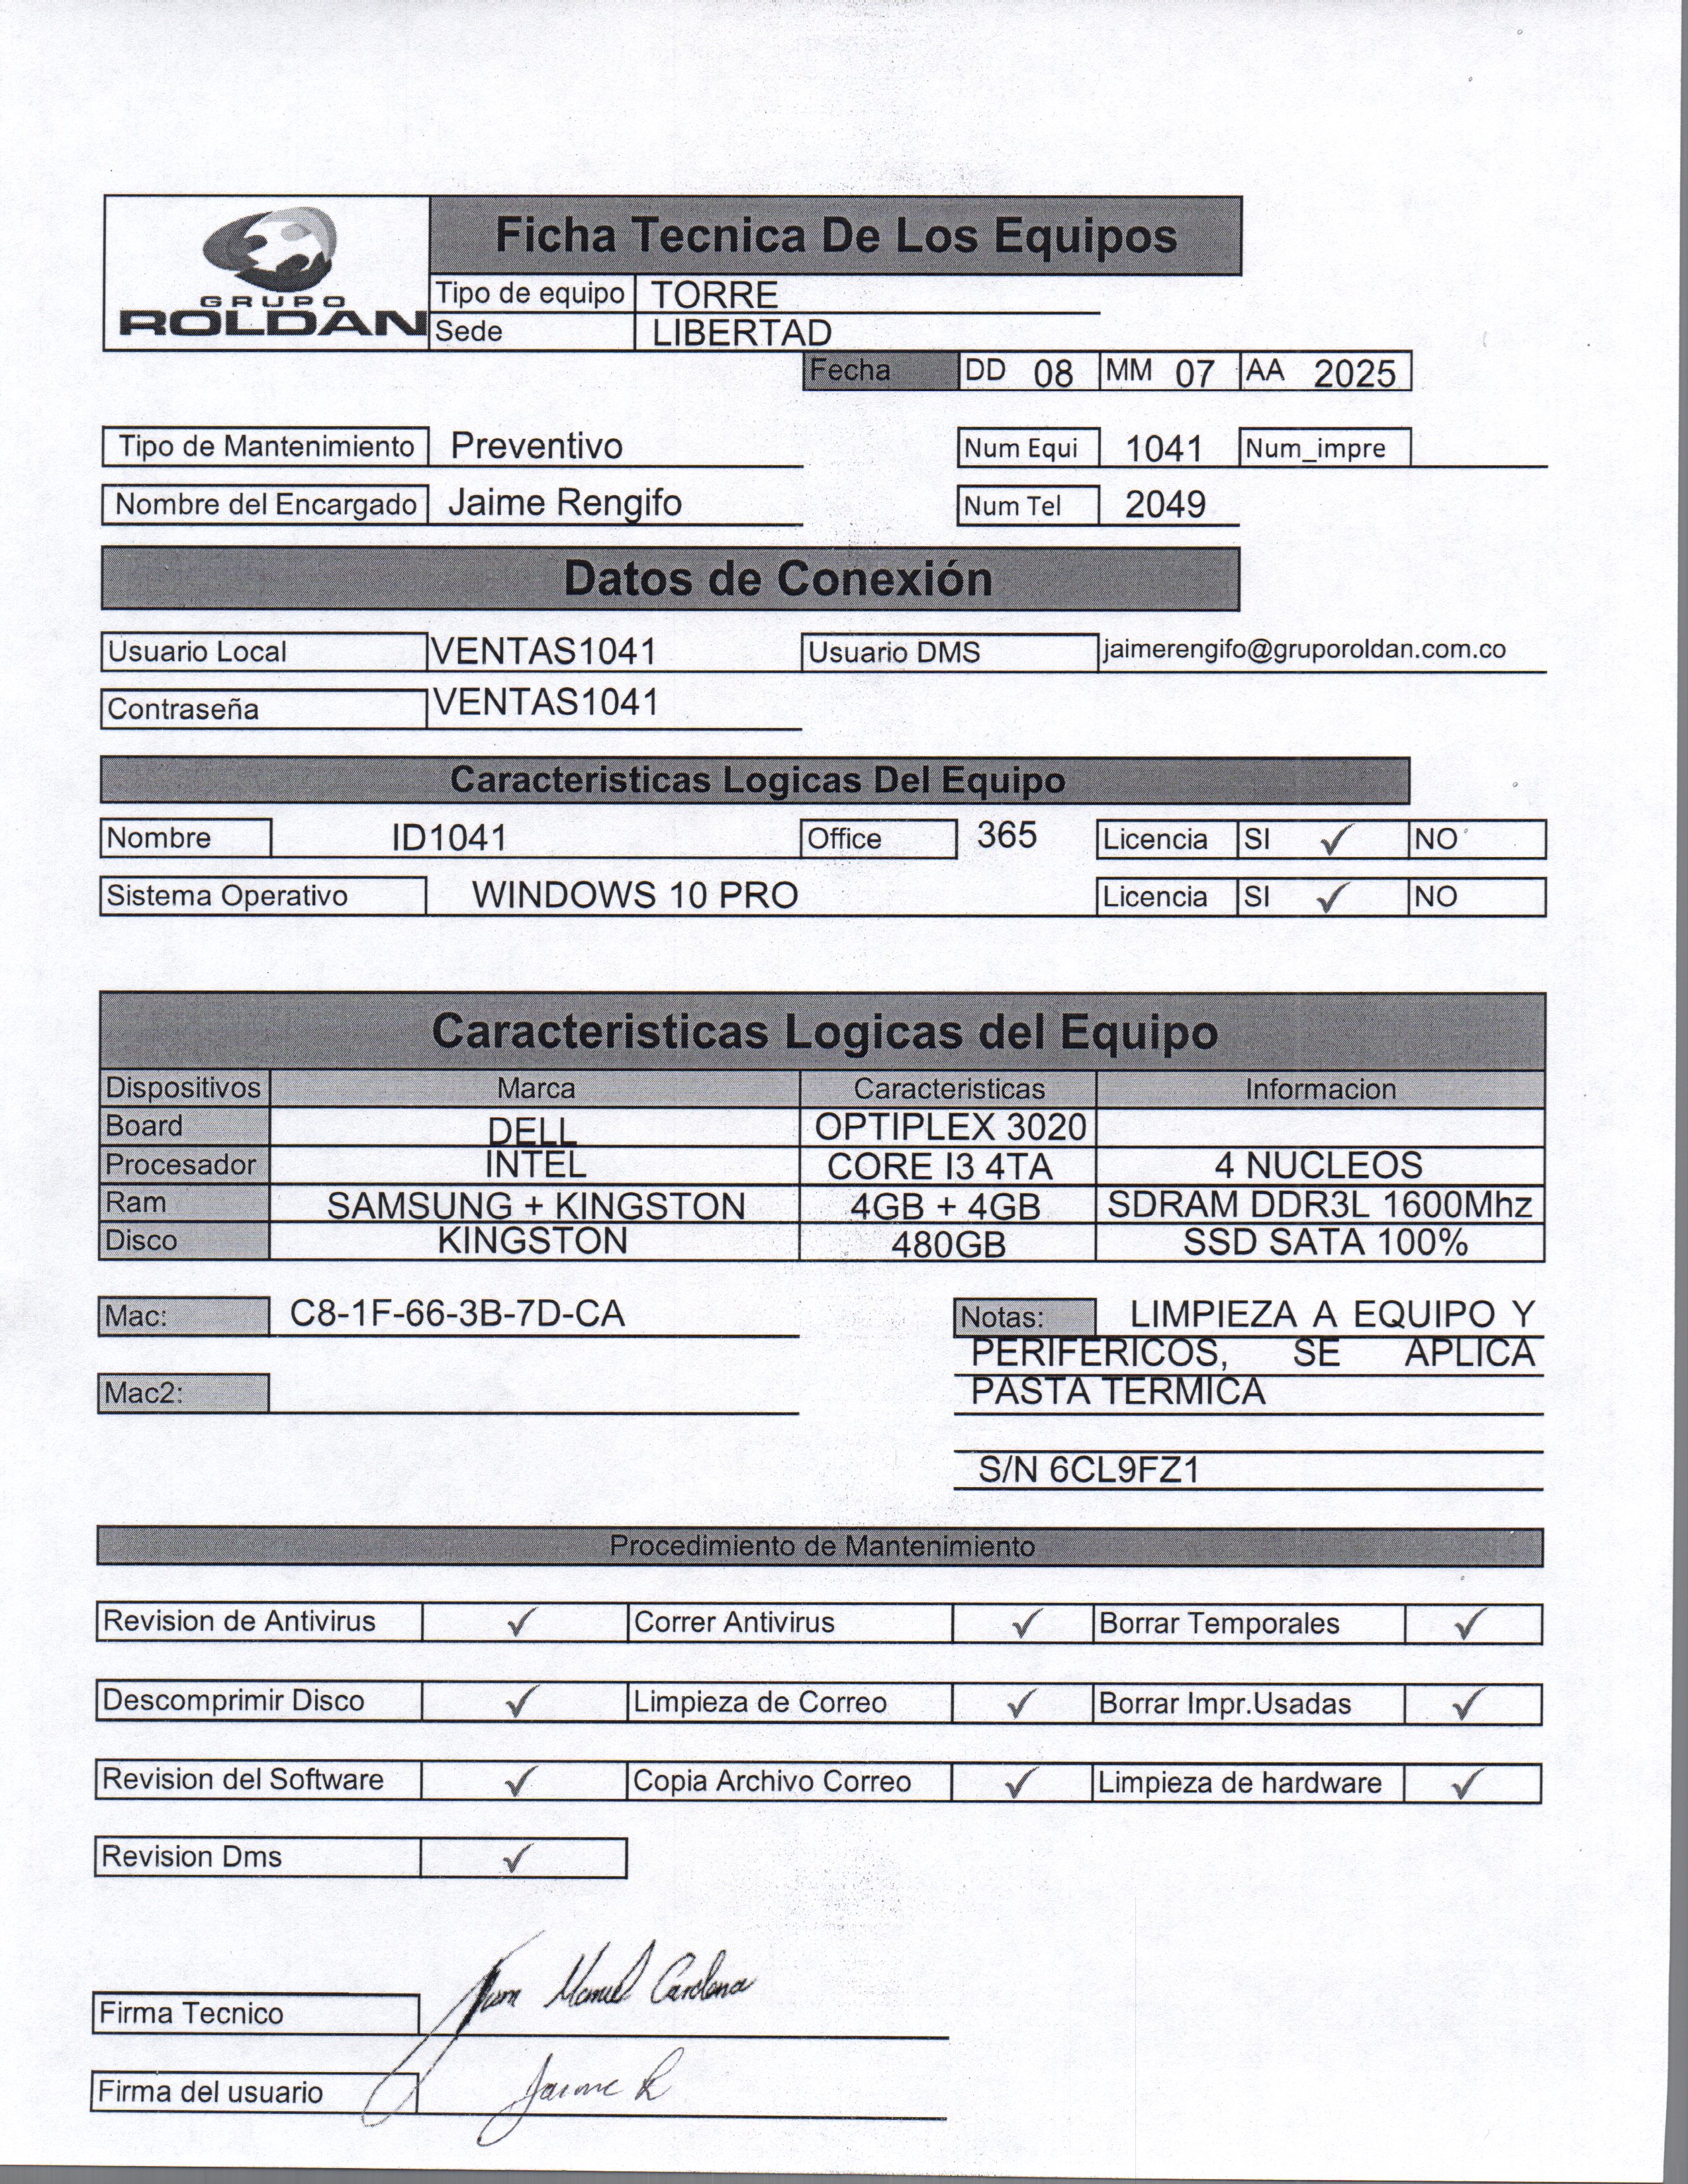 GRUPO
ROLDAN
Ficha Tecnica De Los Equipos
Tipo de equipo TORRE
Sede LIBERTAD
Fecha DD 08 MM 07 AA 2025
Tipo de Mantenimiento Preventivo Num Equi 1041 Num_impre
Nombre del Encargado Jaime Rengifo Num Tel 2049
Datos de Conexión
Usuario Local VENTAS1041 Usuario DMS jaimerengifo@gruporoldan.com.co
Contraseña VENTAS1041
Caracteristicas Logicas Del Equipo
Nombre ID1041 Office 365 Licencia SI ✓ NO
Sistema Operativo WINDOWS 10 PRO Licencia SI ✓ NO
Caracteristicas Logicas del Equipo
Dispositivos Marca Caracteristicas Informacion
Board DELL OPTIPLEX 3020
Procesador INTEL CORE I3 4TA 4 NUCLEOS
Ram SAMSUNG + KINGSTON 4GB + 4GB SDRAM DDR3L 1600Mhz
Disco KINGSTON 480GB SSD SATA 100%
Mac: C8-1F-66-3B-7D-CA
Notas: LIMPIEZA A EQUIPO Y
PERIFERICOS, SE APLICA
Mac2:
PASTA TERMICA
S/N 6CL9FZ1
Procedimiento de Mantenimiento
Revision de Antivirus ✓ Correr Antivirus ✓ Borrar Temporales ✓
Descomprimir Disco ✓ Limpieza de Correo ✓ Borrar Impr.Usadas ✓
Revision del Software ✓ Copia Archivo Correo ✓ Limpieza de hardware ✓
Revision Dms ✓
Firma Tecnico Juan Manuel Cardona
Firma del usuario Jaime R